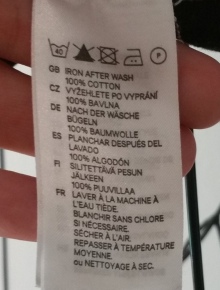 40 P
GB IRON AFTER WASH
100% COTTON
CZ VYŽEHLETE PO VYPRÁNÍ
100% BAVLNA
DE NACH DER WÄSCHE
BÜGELN
100% BAUMWOLLE
ES PLANCHAR DESPUÉS DEL
LAVADO
100% ALGODÓN
FI SILITETTÄVÄ PESUN
JÄLKEEN
100% PUUVILLAA
FR LAVER À LA MACHINE À
L'EAU TIÈDE.
BLANCHIR SANS CHLORE
SI NÉCESSAIRE.
SÉCHER À L'AIR.
REPASSER À TEMPÉRATURE
MOYENNE.
ou NETTOYAGE À SEC.